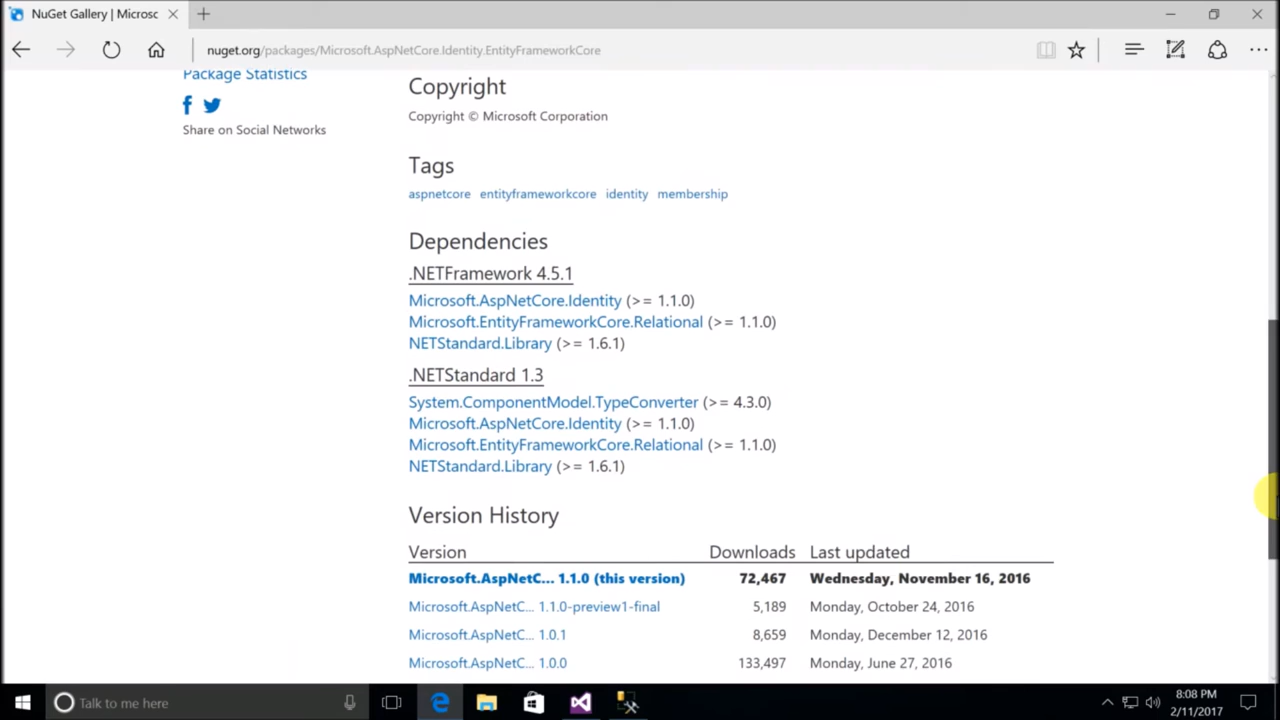 NuGet Gallery | Microsc
nuget.org/packages/Microsoft.AspNetCore.Identity.EntityFrameworkCore
Package Statistics
Share on Social Networks
Copyright
Copyright © Microsoft Corporation
Tags
aspnetcore entityframeworkcore identity membership
Dependencies
.NETFramework 4.5.1
Microsoft.AspNetCore.Identity (>= 1.1.0)
Microsoft.EntityFrameworkCore.Relational (>= 1.1.0)
NETStandard.Library (>= 1.6.1)
.NETStandard 1.3
System.ComponentModel.TypeConverter (>= 4.3.0)
Microsoft.AspNetCore.Identity (>= 1.1.0)
Microsoft.EntityFrameworkCore.Relational (>= 1.1.0)
NETStandard.Library (>= 1.6.1)
Version History
Version Downloads Last updated
Microsoft.AspNetC... 1.1.0 (this version) 72,467 Wednesday, November 16, 2016
Microsoft.AspNetC... 1.1.0-preview1-final 5,189 Monday, October 24, 2016
Microsoft.AspNetC... 1.0.1 8,659 Monday, December 12, 2016
Microsoft.AspNetC... 1.0.0 133,497 Monday, June 27, 2016
Talk to me here
8:08 PM
2/11/2017